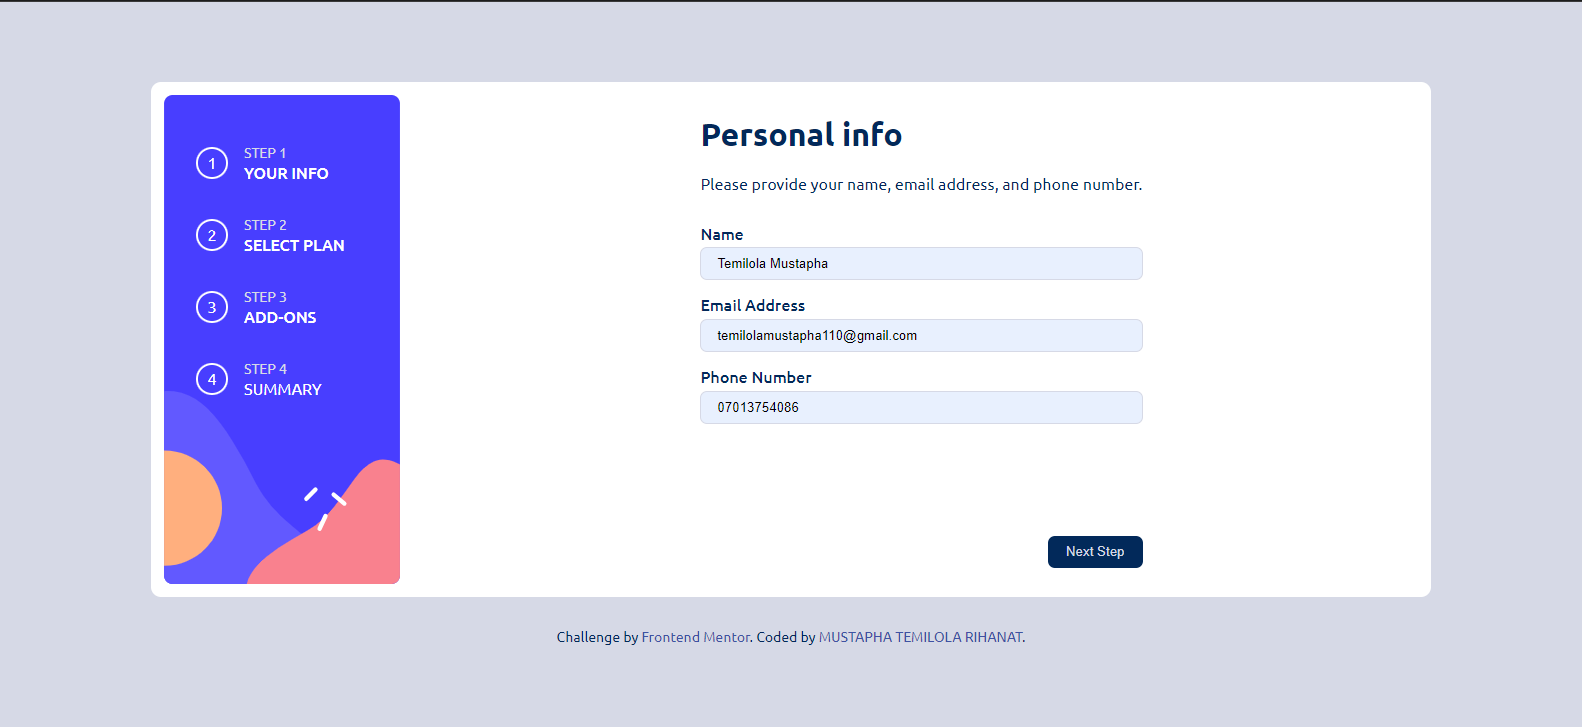 1
STEP 1
YOUR INFO
2
STEP 2
SELECT PLAN
3
STEP 3
ADD-ONS
4
STEP 4
SUMMARY
Personal info
Please provide your name, email address, and phone number.
Name
Temilola Mustapha
Email Address
temilolamustapha110@gmail.com
Phone Number
07013754086
Next Step
Challenge by Frontend Mentor. Coded by MUSTAPHA TEMILOLA RIHANAT.